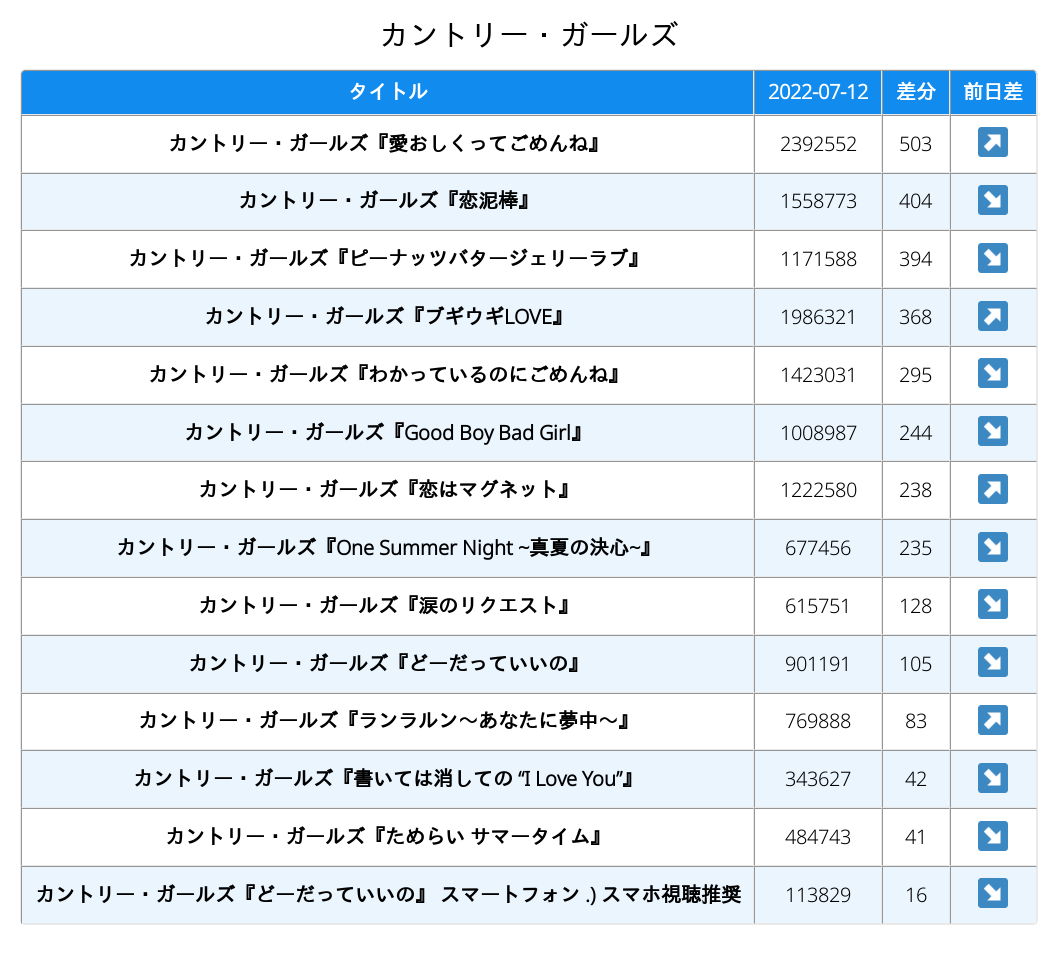 カントリー・ガールズ
タイトル 2022-07-12 差分 前日差
カントリー・ガールズ『愛おしくってごめんね』 2392552 503 ↗
カントリー・ガールズ『恋泥棒』 1558773 404 ↘
カントリー・ガールズ『ピーナッツバタージェリーラブ』 1171588 394 ↘
カントリー・ガールズ『ブギウギLOVE』 1986321 368 ↗
カントリー・ガールズ『わかっているのにごめんね』 1423031 295 ↘
カントリー・ガールズ『Good Boy Bad Girl』 1008987 244 ↘
カントリー・ガールズ『恋はマグネット』 1222580 238 ↗
カントリー・ガールズ『One Summer Night ~真夏の決心~』 677456 235 ↘
カントリー・ガールズ『涙のリクエスト』 615751 128 ↘
カントリー・ガールズ『どーだっていいの』 901191 105 ↘
カントリー・ガールズ『ランラルン～あなたに夢中～』 769888 83 ↗
カントリー・ガールズ『書いては消しての “I Love You”』 343627 42 ↘
カントリー・ガールズ『ためらい サマータイム』 484743 41 ↘
カントリー・ガールズ『どーだっていいの』 スマートフォン .) スマホ視聴推奨 113829 16 ↘